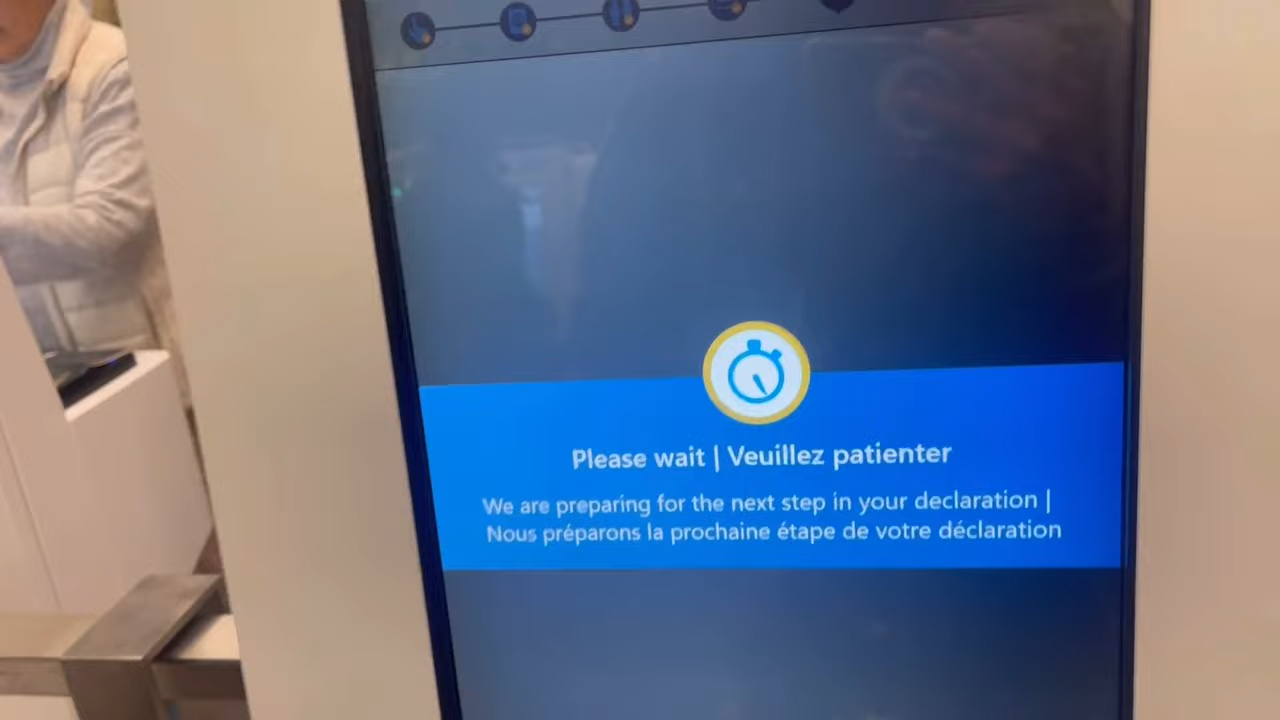 Please wait | Veuillez patienter
We are preparing for the next step in your declaration |
Nous préparons la prochaine étape de votre déclaration